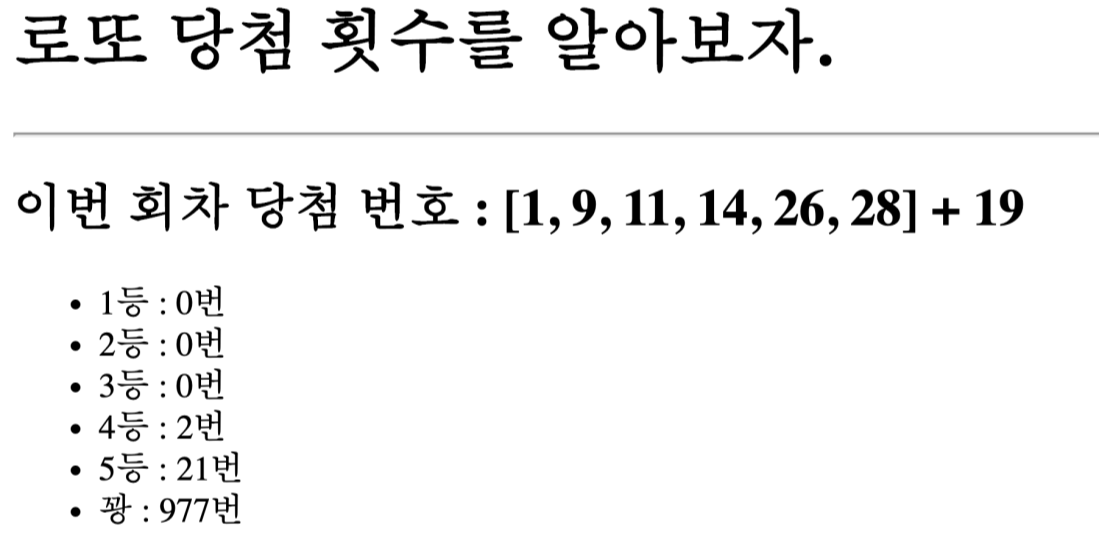 로또 당첨 횟수를 알아보자.
이번 회차 당첨 번호 : [1, 9, 11, 14, 26, 28] + 19
• 1등 : 0번
• 2등 : 0번
• 3등 : 0번
• 4등 : 2번
• 5등 : 21번
• 꽝 : 977번